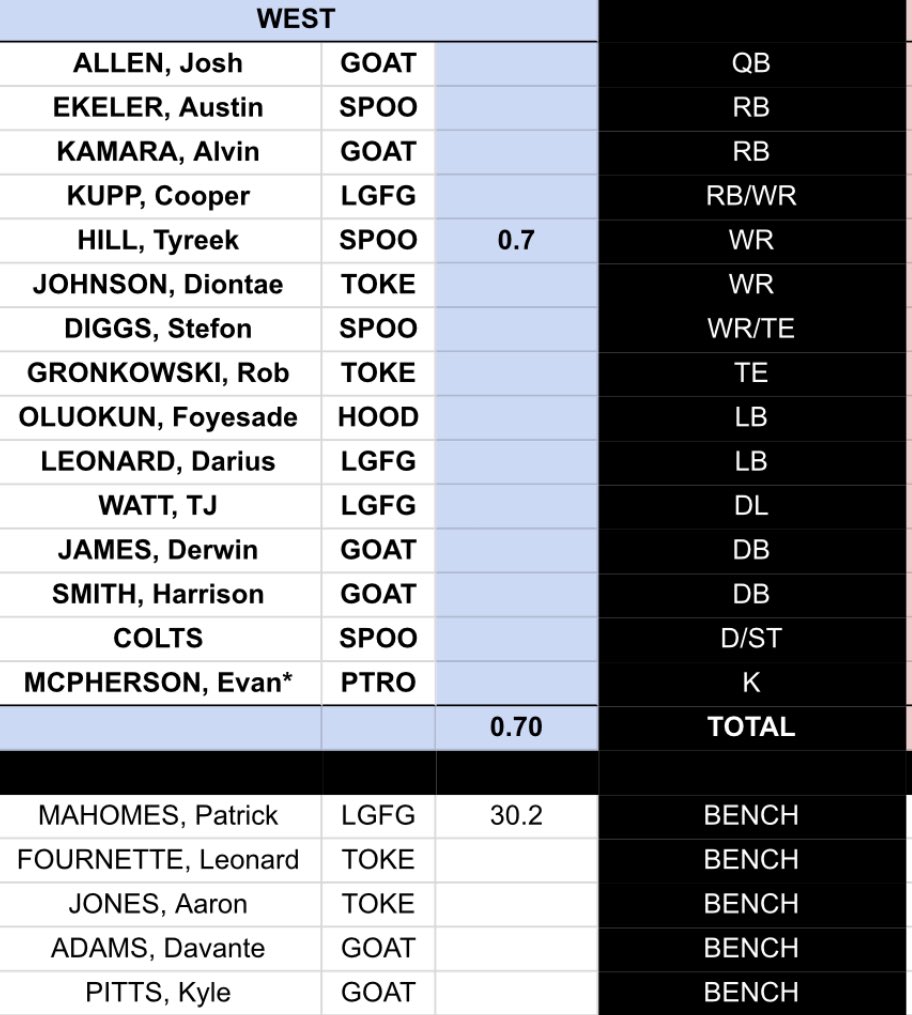 WEST
ALLEN, Josh GOAT QB
EKELER, Austin SPOO RB
KAMARA, Alvin GOAT RB
KUPP, Cooper LGFG RB/WR
HILL, Tyreek SPOO 0.7 WR
JOHNSON, Diontae TOKE WR
DIGGS, Stefon SPOO WR/TE
GRONKOWSKI, Rob TOKE TE
OLUOKUN, Foyesade HOOD LB
LEONARD, Darius LGFG LB
WATT, TJ LGFG DL
JAMES, Derwin GOAT DB
SMITH, Harrison GOAT DB
COLTS SPOO D/ST
MCPHERSON, Evan* PTRO K
0.70 TOTAL
MAHOMES, Patrick LGFG 30.2 BENCH
FOURNETTE, Leonard TOKE BENCH
JONES, Aaron TOKE BENCH
ADAMS, Davante GOAT BENCH
PITTS, Kyle GOAT BENCH